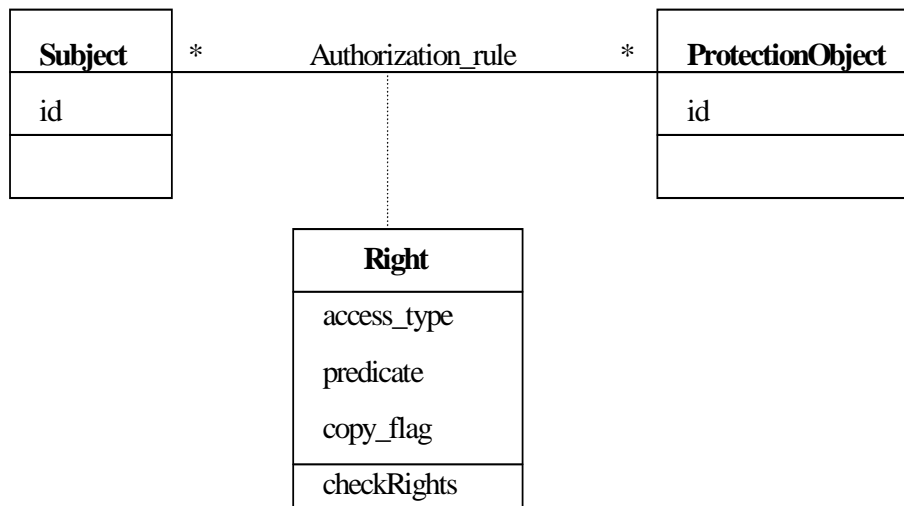 Subject * Authorization_rule * ProtectionObject
id id
Right
access_type
predicate
copy_flag
checkRights